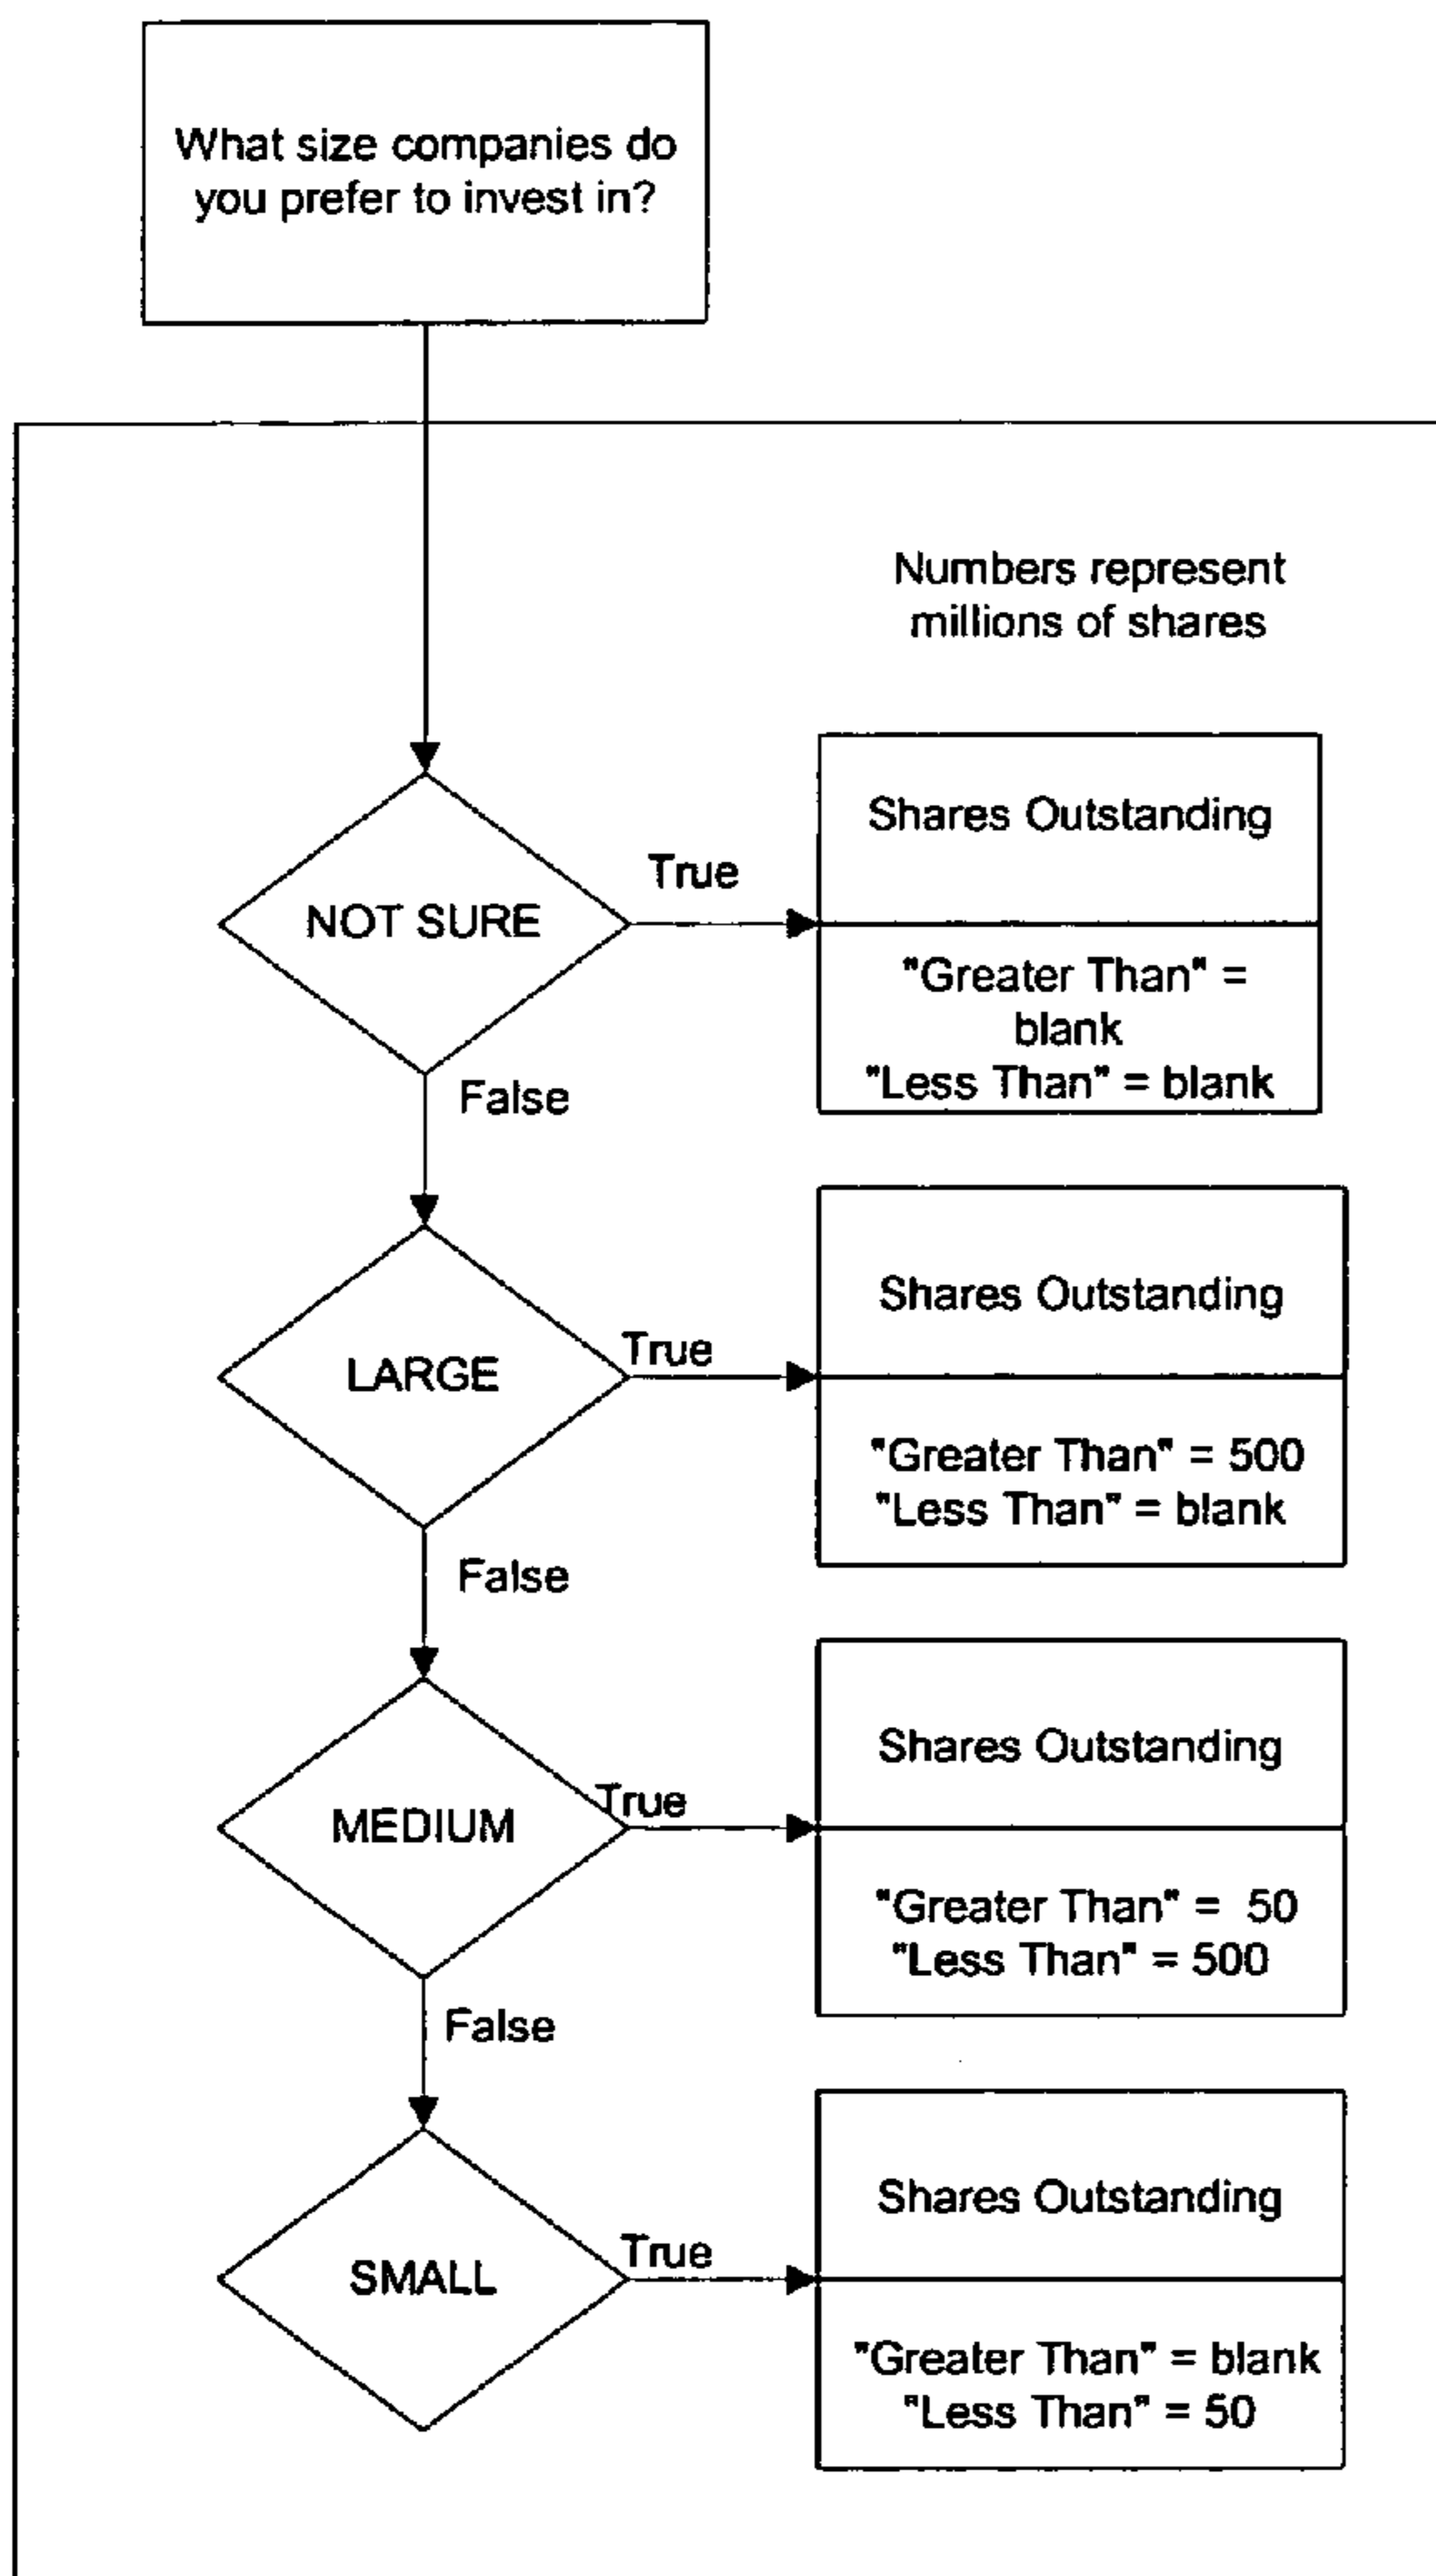 What size companies do
you prefer to invest in?
Numbers represent
millions of shares
NOT SURE
True
Shares Outstanding
"Greater Than" =
blank
"Less Than" = blank
False
LARGE
True
Shares Outstanding
"Greater Than" = 500
"Less Than" = blank
False
MEDIUM
True
Shares Outstanding
"Greater Than" =  50
"Less Than" = 500
False
SMALL
True
Shares Outstanding
"Greater Than" = blank
"Less Than" = 50